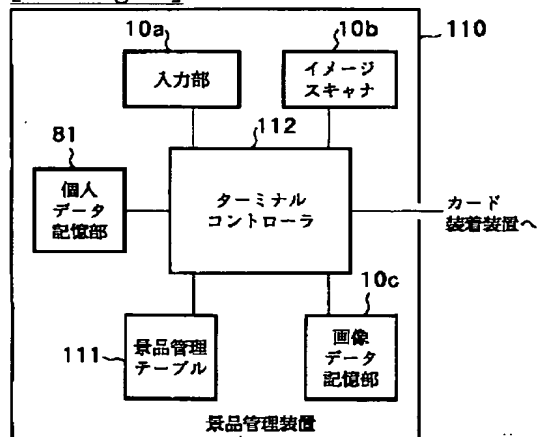 10a
10b
110
入力部
イメージ
スキャナ
112
81
個人
データ
記憶部
ターミナル
コントローラ
カード
装着装置へ
10c
111
景品管理
テーブル
画像
データ
記憶部
景品管理装置